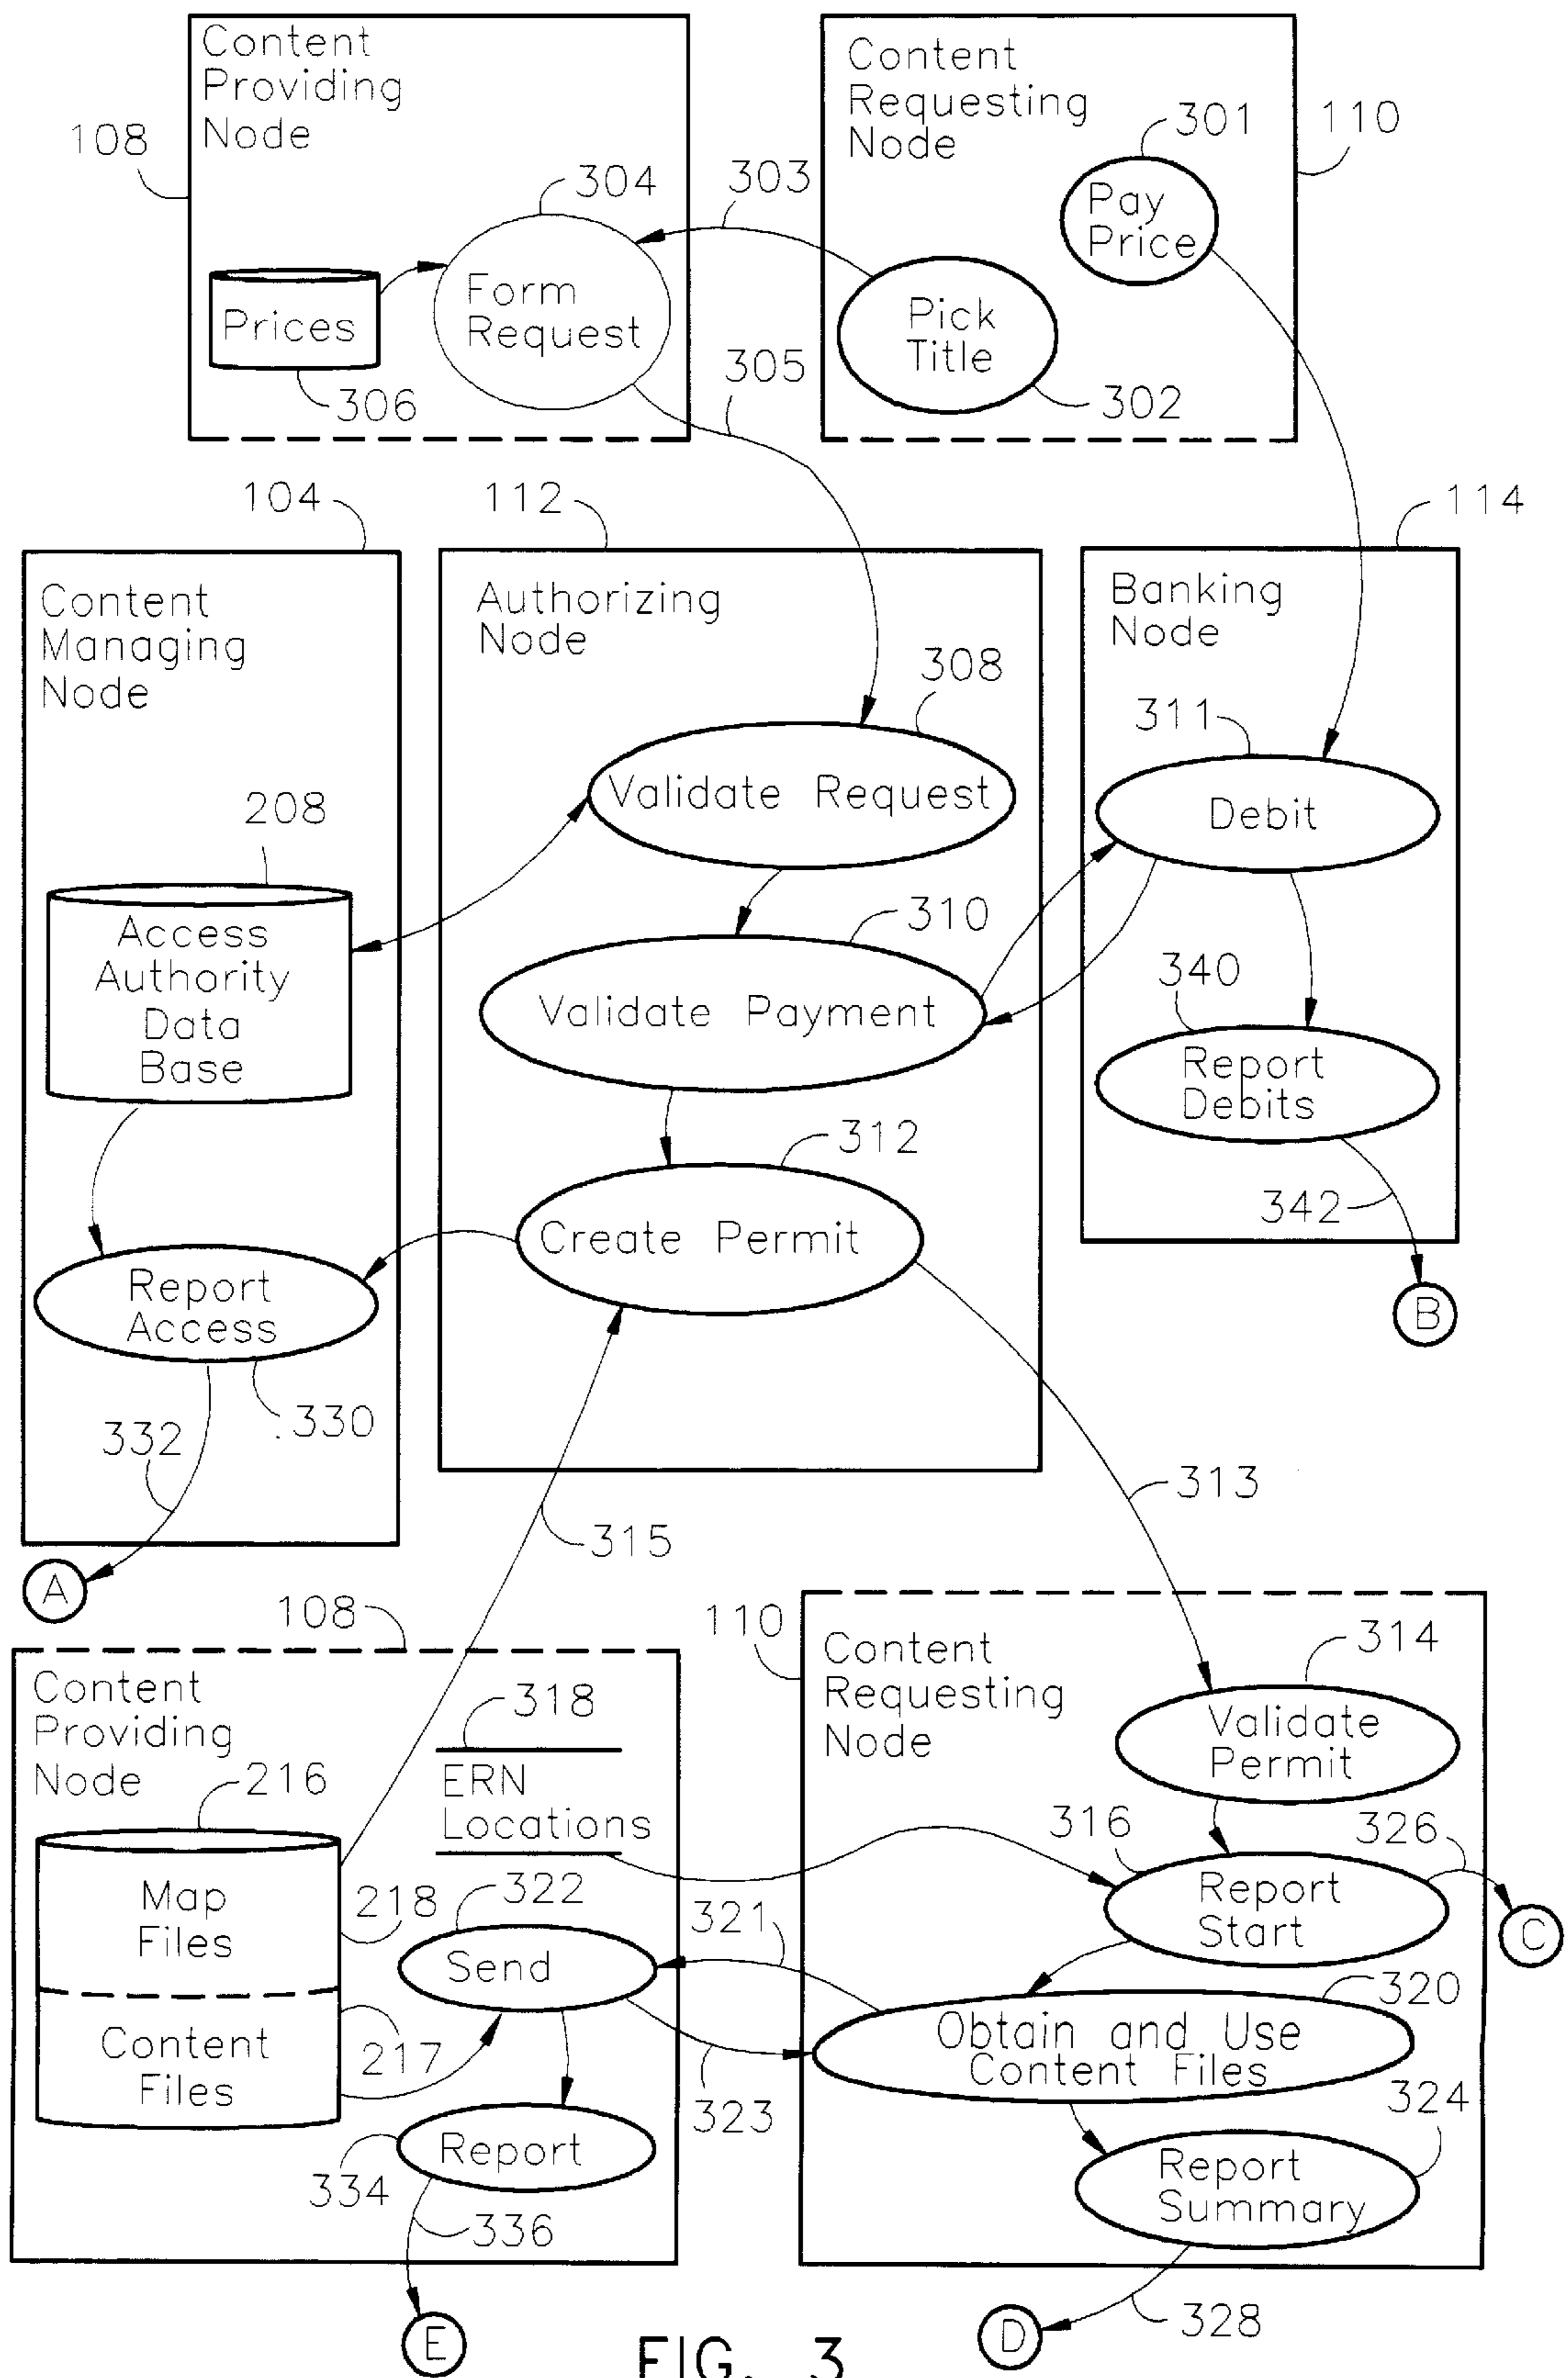 Content
Providing
Node
108
304
Form
Request
Prices
306
303
305
Content
Requesting
Node
301
110
Pay
Price
Pick
Title
302
104
Content
Managing
Node
208
Access
Authority
Data
Base
Report
Access
330
332
A
112
Authorizing
Node
308
Validate Request
310
Validate Payment
312
Create Permit
315
313
114
Banking
Node
311
Debit
340
Report
Debits
342
B
108
Content
Providing
Node
216
318
ERN
Locations
Map
Files
218
322
Send
Content
Files
217
334
Report
336
E
321
323
110
Content
Requesting
Node
314
Validate
Permit
316
326
Report
Start
C
320
Obtain and Use
Content Files
324
Report
Summary
328
D
FIG. 3